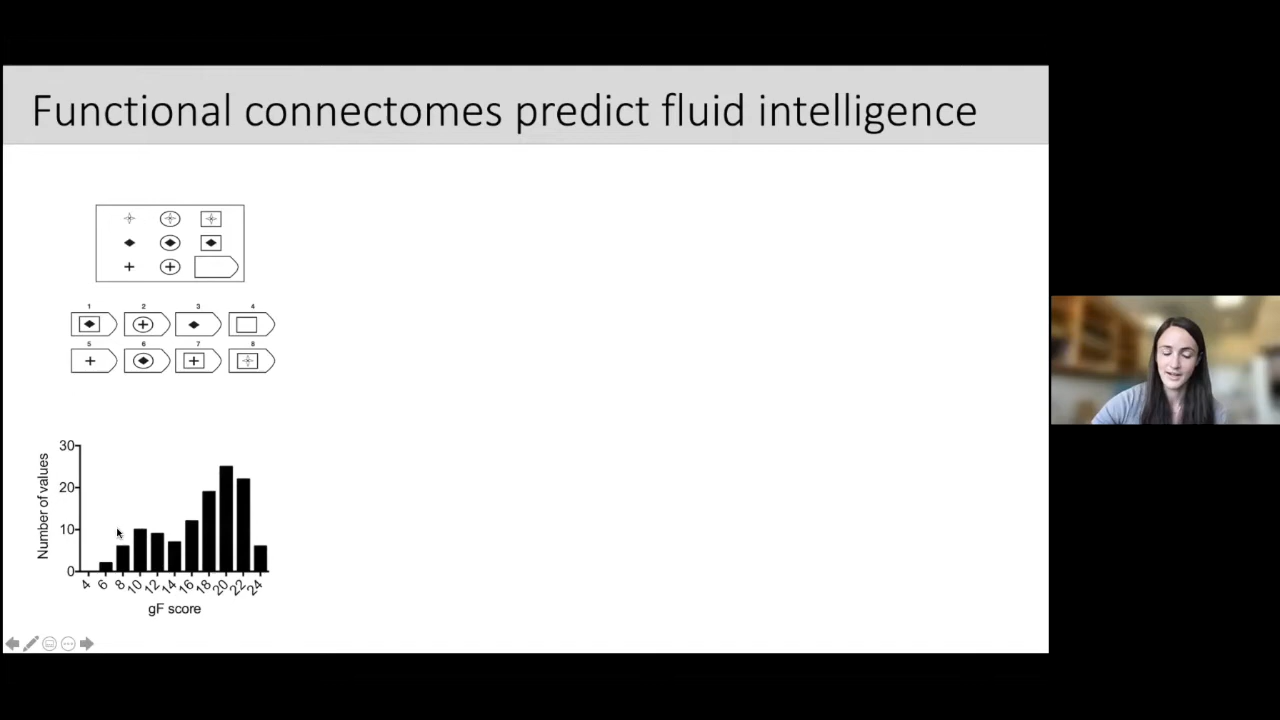 Functional connectomes predict fluid intelligence
1 2 3 4
5 6 7 8
30
20
10
0
Number of values
4 6 8 10 12 14 16 18 20 22 24
gF score